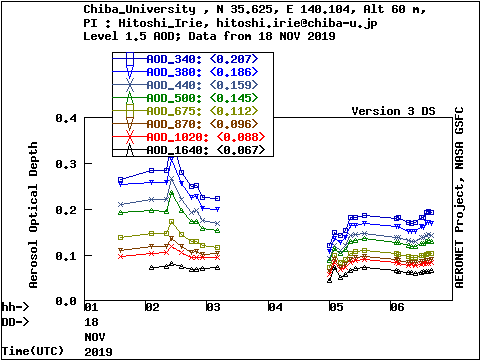 Chiba_University , N 35.625, E 140.104, Alt 60 m,
PI : Hitoshi_Irie, hitoshi.irie@chiba-u.jp
Level 1.5 AOD; Data from 18 NOV 2019
AOD_340: <0.207>
AOD_380: <0.186>
AOD_440: <0.159>
AOD_500: <0.145>
AOD_675: <0.112>
AOD_870: <0.096>
AOD_1020: <0.088>
AOD_1640: <0.067>
Version 3 DS
0.4
0.3
0.2
0.1
0.0
Aerosol Optical Depth
AERONET Project, NASA GSFC
hh-> 01 02 03 04 05 06
DD-> 18
NOV
Time(UTC) 2019